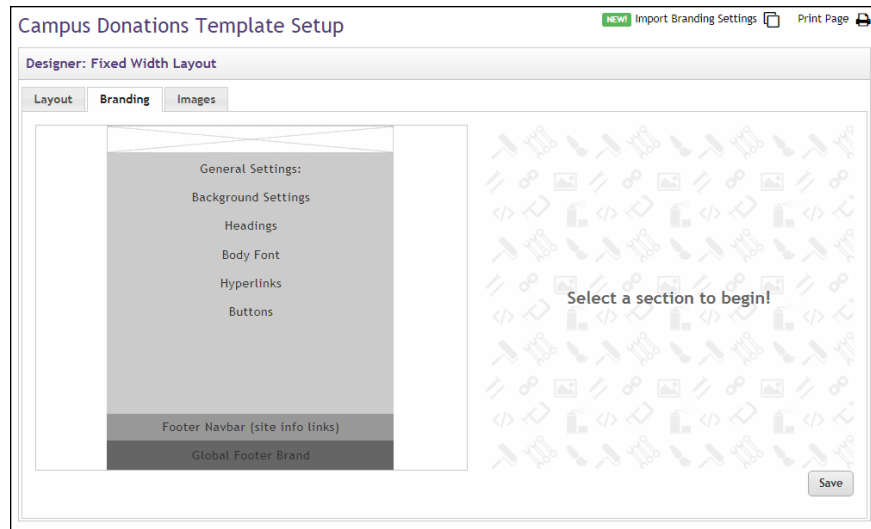 Campus Donations Template Setup
NEW! Import Branding Settings
Print Page
Designer: Fixed Width Layout
Layout
Branding
Images
General Settings:
Background Settings
Headings
Body Font
Hyperlinks
Buttons
Select a section to begin!
Footer Navbar (site info links)
Global Footer Brand
Save